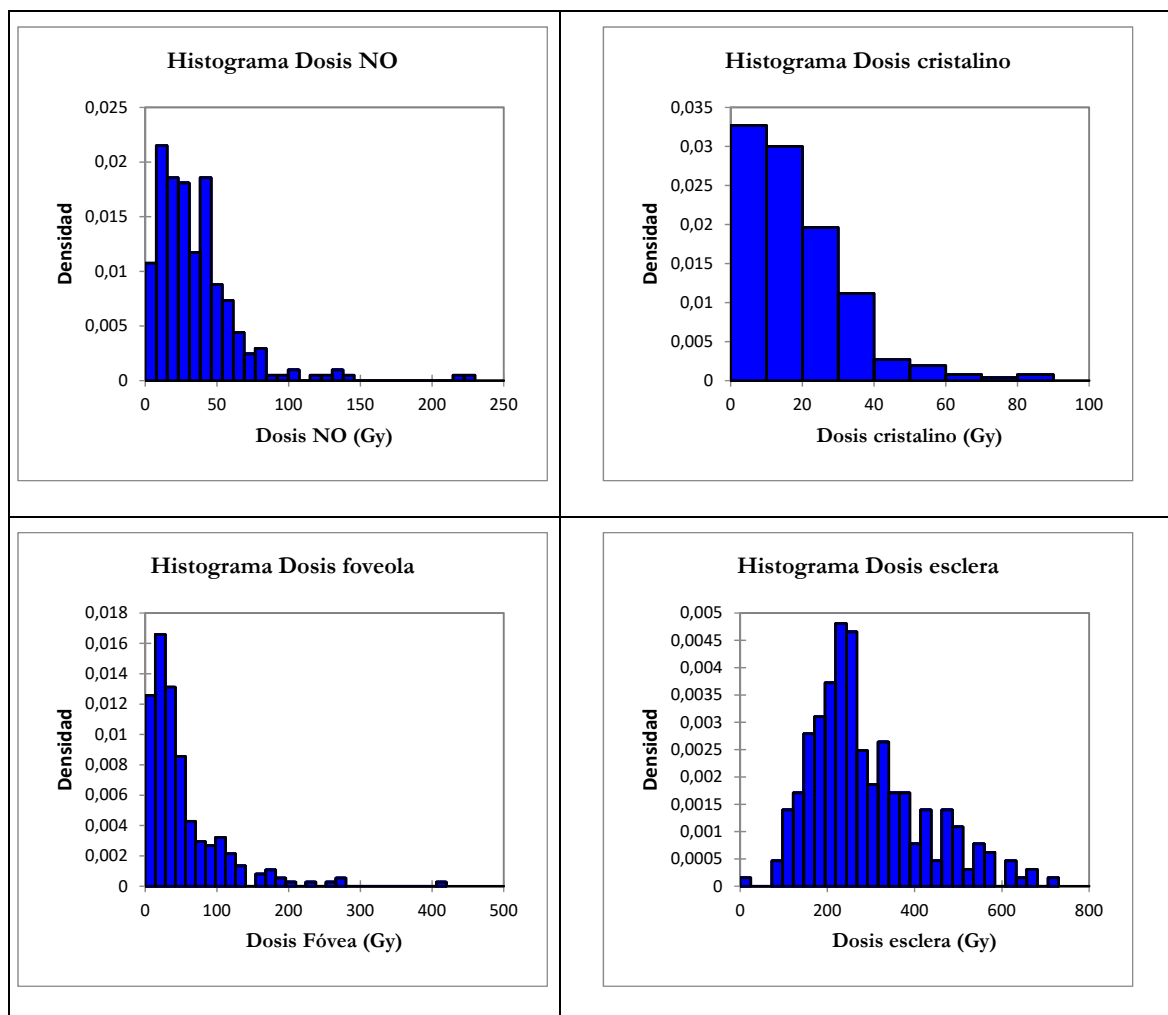 Histograma Dosis NO
0,025
0,02
0,015
0,01
0,005
0
Densidad
0 50 100 150 200 250
Dosis NO (Gy)
Histograma Dosis cristalino
0,035
0,03
0,025
0,02
0,015
0,01
0,005
0
Densidad
0 20 40 60 80 100
Dosis cristalino (Gy)
Histograma Dosis foveola
0,018
0,016
0,014
0,012
0,01
0,008
0,006
0,004
0,002
0
Densidad
0 100 200 300 400 500
Dosis Fóvea (Gy)
Histograma Dosis esclera
0,005
0,0045
0,004
0,0035
0,003
0,0025
0,002
0,0015
0,001
0,0005
0
Densidad
0 200 400 600 800
Dosis esclera (Gy)